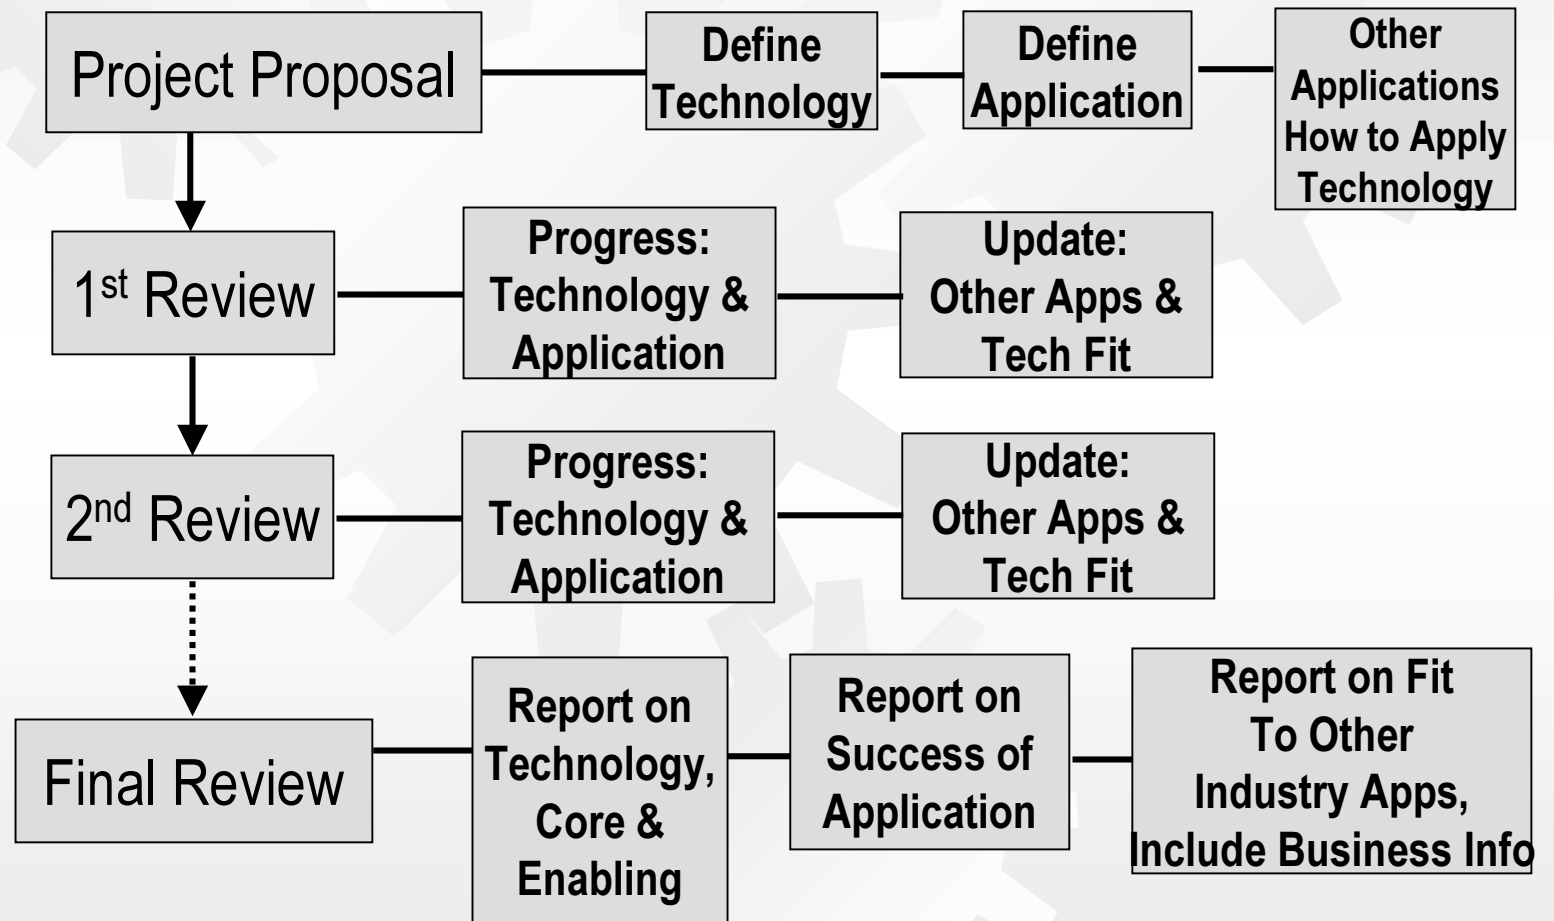 Project Proposal
Define
Technology
Define
Application
Other
Applications
How to Apply
Technology
1st Review
Progress:
Technology &
Application
Update:
Other Apps &
Tech Fit
2nd Review
Progress:
Technology &
Application
Update:
Other Apps &
Tech Fit
Final Review
Report on
Technology,
Core &
Enabling
Report on
Success of
Application
Report on Fit
To Other
Industry Apps,
Include Business Info